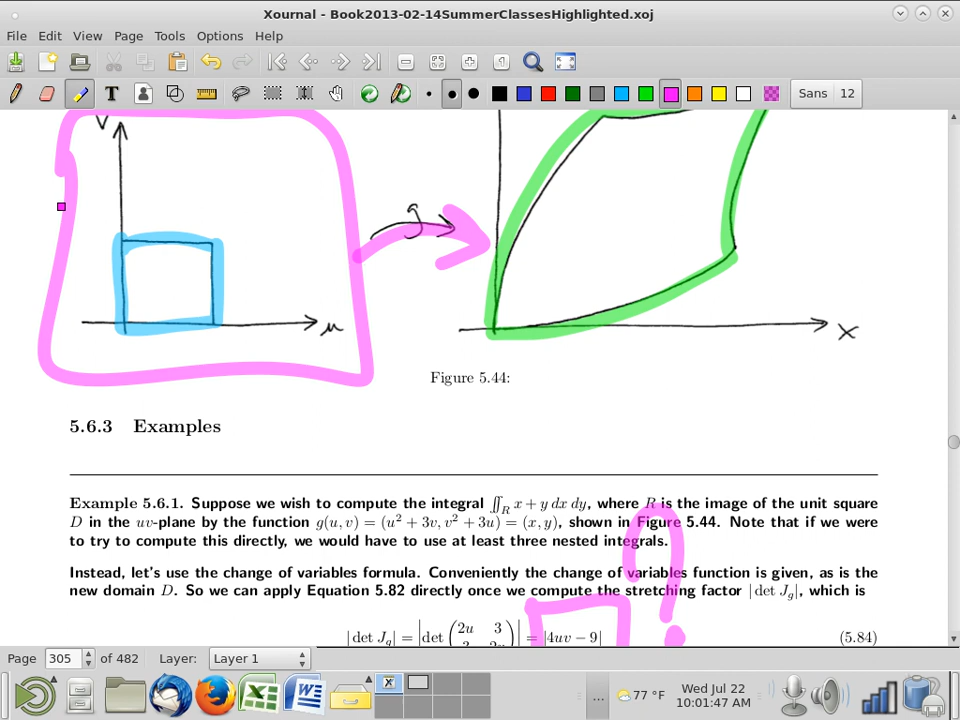 Xournal - Book2013-02-14SummerClassesHighlighted.xoj
File Edit View Page Tools Options Help
Sans 12
V
g
u
x
Figure 5.44:
5.6.3 Examples
Example 5.6.1. Suppose we wish to compute the integral ∬_R x + y dx dy, where R is the image of the unit square
D in the uv-plane by the function g(u, v) = (u² + 3v, v² + 3u) = (x, y), shown in Figure 5.44. Note that if we were
to try to compute this directly, we would have to use at least three nested integrals.
Instead, let's use the change of variables formula. Conveniently the change of variables function is given, as is the
new domain D. So we can apply Equation 5.82 directly once we compute the stretching factor |det J_g|, which is
|det J_g| = |det (2u 3
)| = |4uv − 9| (5.84)
?
Page 305 of 482 Layer: Layer 1
... 77 °F Wed Jul 22
10:01:47 AM